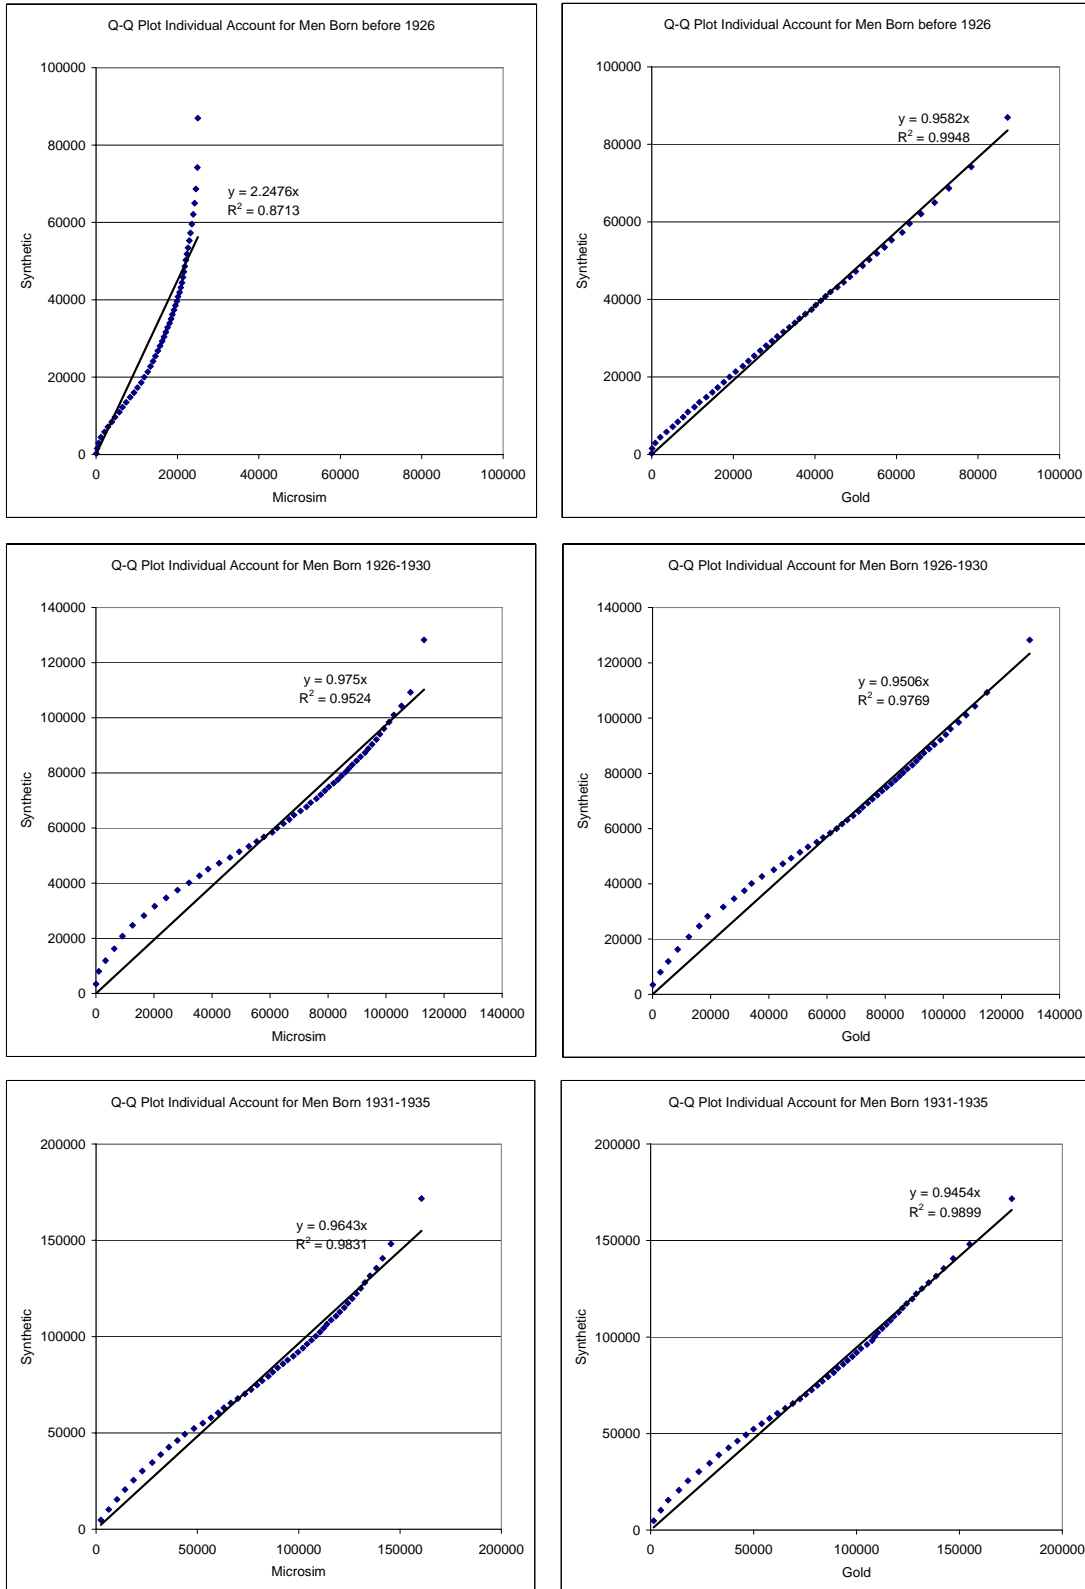 Q-Q Plot Individual Account for Men Born before 1926
100000
80000
60000
40000
20000
0
Synthetic
y = 2.2476x
R² = 0.8713
0 20000 40000 60000 80000 100000
Microsim
Q-Q Plot Individual Account for Men Born before 1926
100000
80000
60000
40000
20000
0
Synthetic
y = 0.9582x
R² = 0.9948
0 20000 40000 60000 80000 100000
Gold
Q-Q Plot Individual Account for Men Born 1926-1930
140000
120000
100000
80000
60000
40000
20000
0
Synthetic
y = 0.975x
R² = 0.9524
0 20000 40000 60000 80000 100000 120000 140000
Microsim
Q-Q Plot Individual Account for Men Born 1926-1930
140000
120000
100000
80000
60000
40000
20000
0
Synthetic
y = 0.9506x
R² = 0.9769
0 20000 40000 60000 80000 100000 120000 140000
Gold
Q-Q Plot Individual Account for Men Born 1931-1935
200000
150000
100000
50000
0
Synthetic
y = 0.9643x
R² = 0.9831
0 50000 100000 150000 200000
Microsim
Q-Q Plot Individual Account for Men Born 1931-1935
200000
150000
100000
50000
0
Synthetic
y = 0.9454x
R² = 0.9899
0 50000 100000 150000 200000
Gold